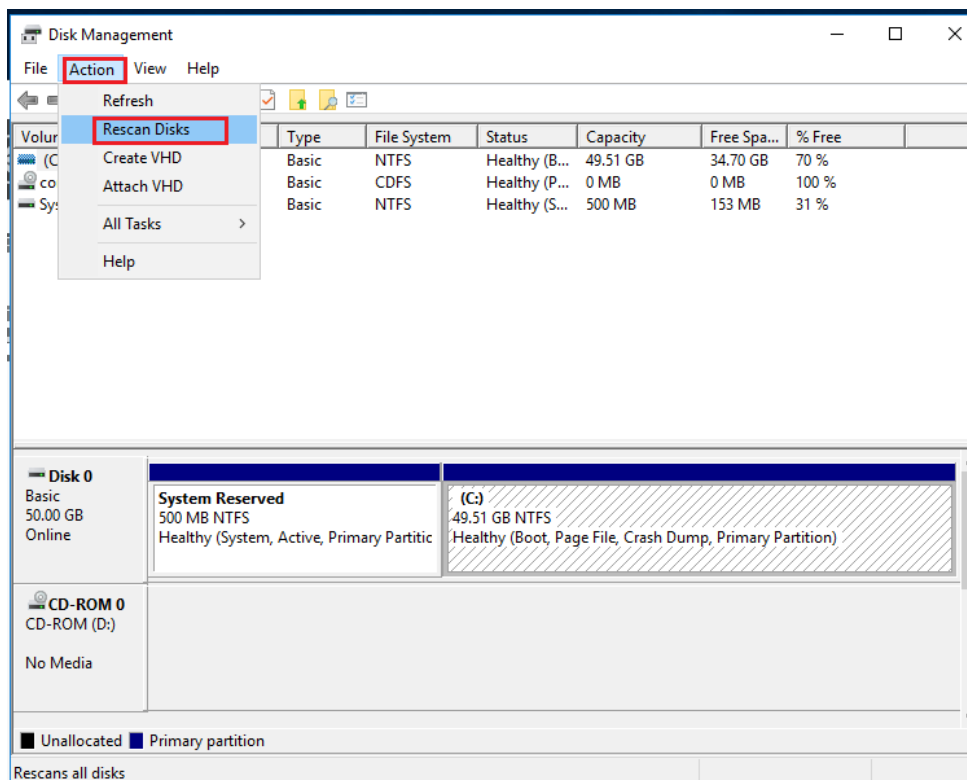 Disk Management
File Action View Help
Refresh
Rescan Disks
Create VHD
Attach VHD
All Tasks
Help
Type File System Status Capacity Free Spa... % Free
(C Basic NTFS Healthy (B... 49.51 GB 34.70 GB 70 %
co Basic CDFS Healthy (P... 0 MB 0 MB 100 %
Sys Basic NTFS Healthy (S... 500 MB 153 MB 31 %
Disk 0
Basic
50.00 GB
Online
System Reserved
500 MB NTFS
Healthy (System, Active, Primary Partitic
(C:)
49.51 GB NTFS
Healthy (Boot, Page File, Crash Dump, Primary Partition)
CD-ROM 0
CD-ROM (D:)
No Media
Unallocated Primary partition
Rescans all disks